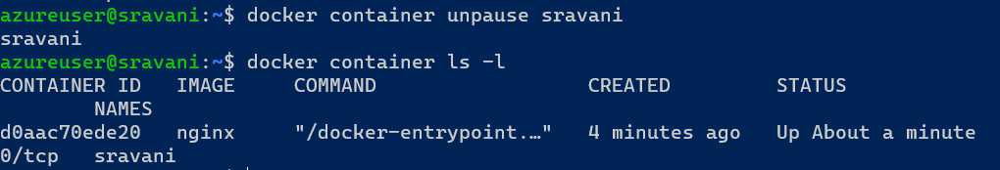 azureuser@sravani:~$ docker container unpause sravani
sravani
azureuser@sravani:~$ docker container ls -l
CONTAINER ID   IMAGE     COMMAND                  CREATED         STATUS
        NAMES
d0aac70ede20   nginx     "/docker-entrypoint.…"   4 minutes ago   Up About a minute
0/tcp   sravani